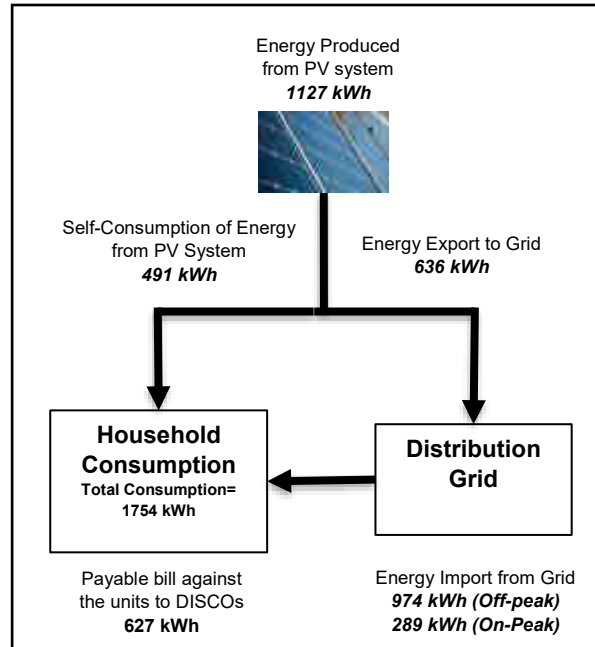 Energy Produced
from PV system
1127 kWh
Self-Consumption of Energy
from PV System
491 kWh
Energy Export to Grid
636 kWh
Household
Consumption
Total Consumption=
1754 kWh
Distribution
Grid
Payable bill against
the units to DISCOs
627 kWh
Energy Import from Grid
974 kWh (Off-peak)
289 kWh (On-Peak)